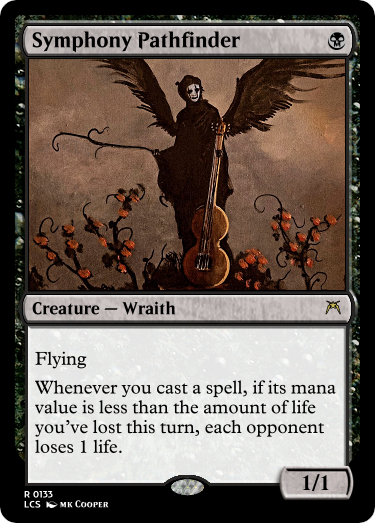 Symphony Pathfinder
Creature — Wraith
Flying
Whenever you cast a spell, if its mana
value is less than the amount of life
you’ve lost this turn, each opponent
loses 1 life.
1/1
R 0133
LCS MK COOPER